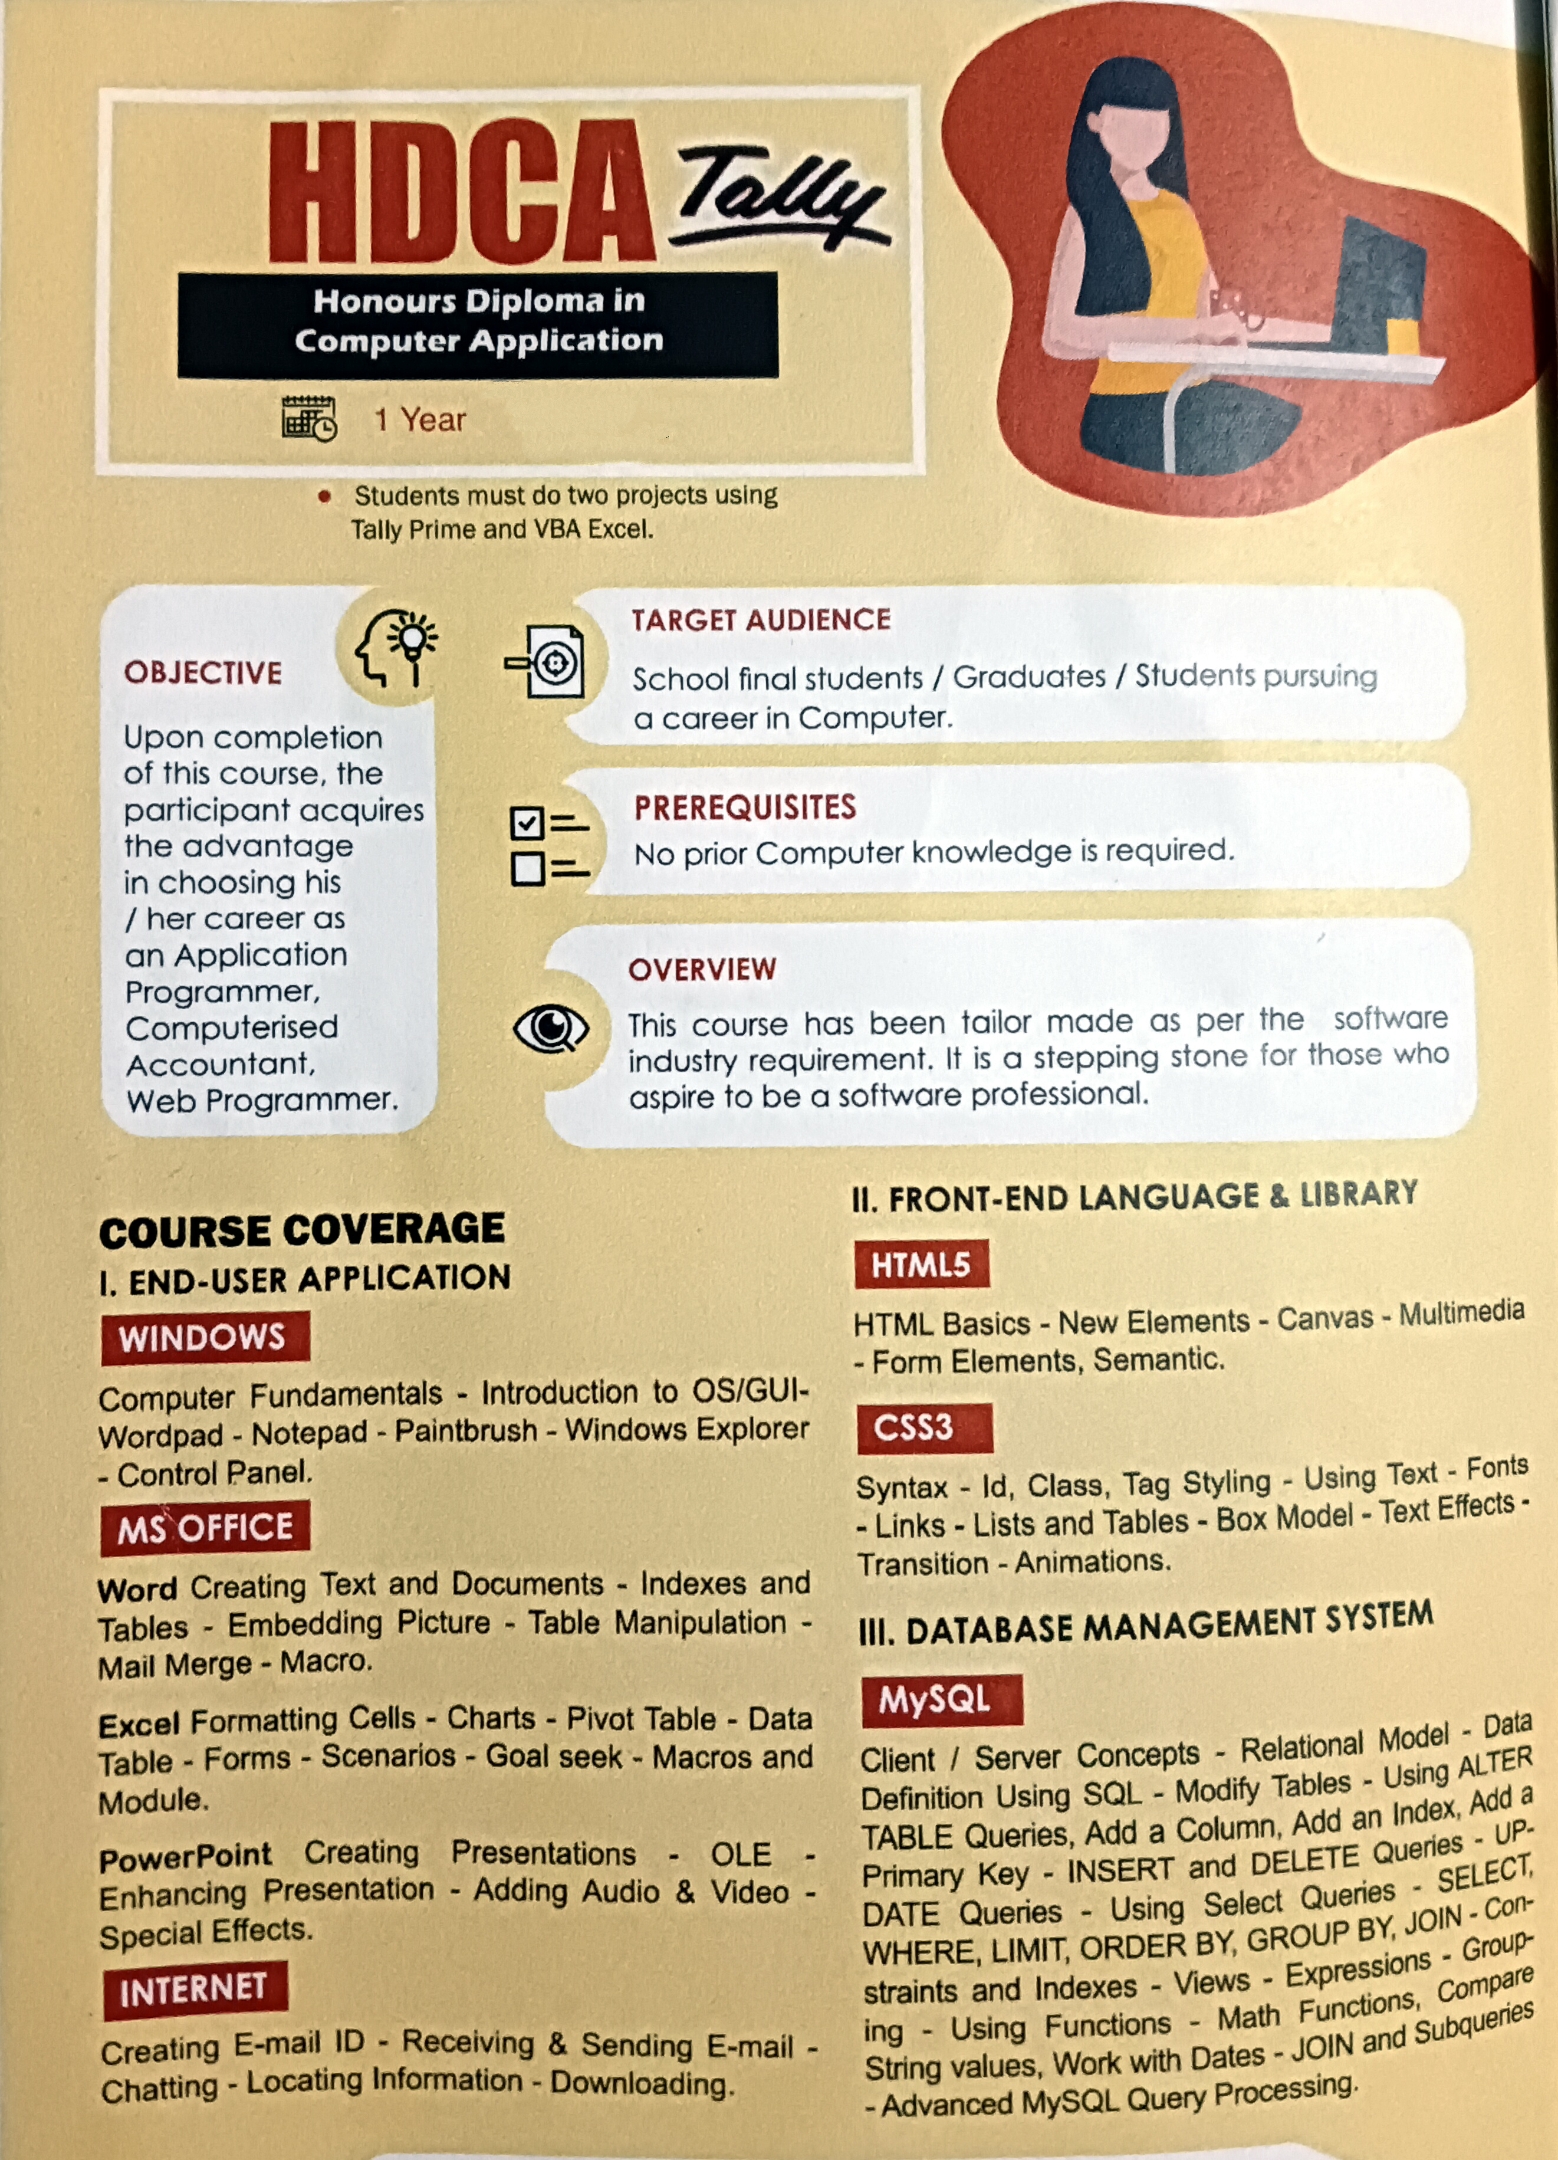 HDCA Tally
Honours Diploma in
Computer Application
1 Year
• Students must do two projects using
Tally Prime and VBA Excel.
OBJECTIVE
Upon completion
of this course, the
participant acquires
the advantage
in choosing his
/ her career as
an Application
Programmer,
Computerised
Accountant,
Web Programmer.
TARGET AUDIENCE
School final students / Graduates / Students pursuing
a career in Computer.
PREREQUISITES
No prior Computer knowledge is required.
OVERVIEW
This course has been tailor made as per the software
industry requirement. It is a stepping stone for those who
aspire to be a software professional.
COURSE COVERAGE
I. END-USER APPLICATION
WINDOWS
Computer Fundamentals - Introduction to OS/GUI-
Wordpad - Notepad - Paintbrush - Windows Explorer
- Control Panel.
MS OFFICE
Word Creating Text and Documents - Indexes and
Tables - Embedding Picture - Table Manipulation -
Mail Merge - Macro.
Excel Formatting Cells - Charts - Pivot Table - Data
Table - Forms - Scenarios - Goal seek - Macros and
Module.
PowerPoint Creating Presentations - OLE -
Enhancing Presentation - Adding Audio & Video -
Special Effects.
INTERNET
Creating E-mail ID - Receiving & Sending E-mail -
Chatting - Locating Information - Downloading.
II. FRONT-END LANGUAGE & LIBRARY
HTML5
HTML Basics - New Elements - Canvas - Multimedia
- Form Elements, Semantic.
CSS3
Syntax - Id, Class, Tag Styling - Using Text - Fonts
- Links - Lists and Tables - Box Model - Text Effects -
Transition - Animations.
III. DATABASE MANAGEMENT SYSTEM
MySQL
Client / Server Concepts - Relational Model - Data
Definition Using SQL - Modify Tables - Using ALTER
TABLE Queries, Add a Column, Add an Index, Add a
Primary Key - INSERT and DELETE Queries - UP-
DATE Queries - Using Select Queries - SELECT,
WHERE, LIMIT, ORDER BY, GROUP BY, JOIN - Con-
straints and Indexes - Views - Expressions - Group-
ing - Using Functions - Math Functions, Compare
String values, Work with Dates - JOIN and Subqueries
- Advanced MySQL Query Processing.